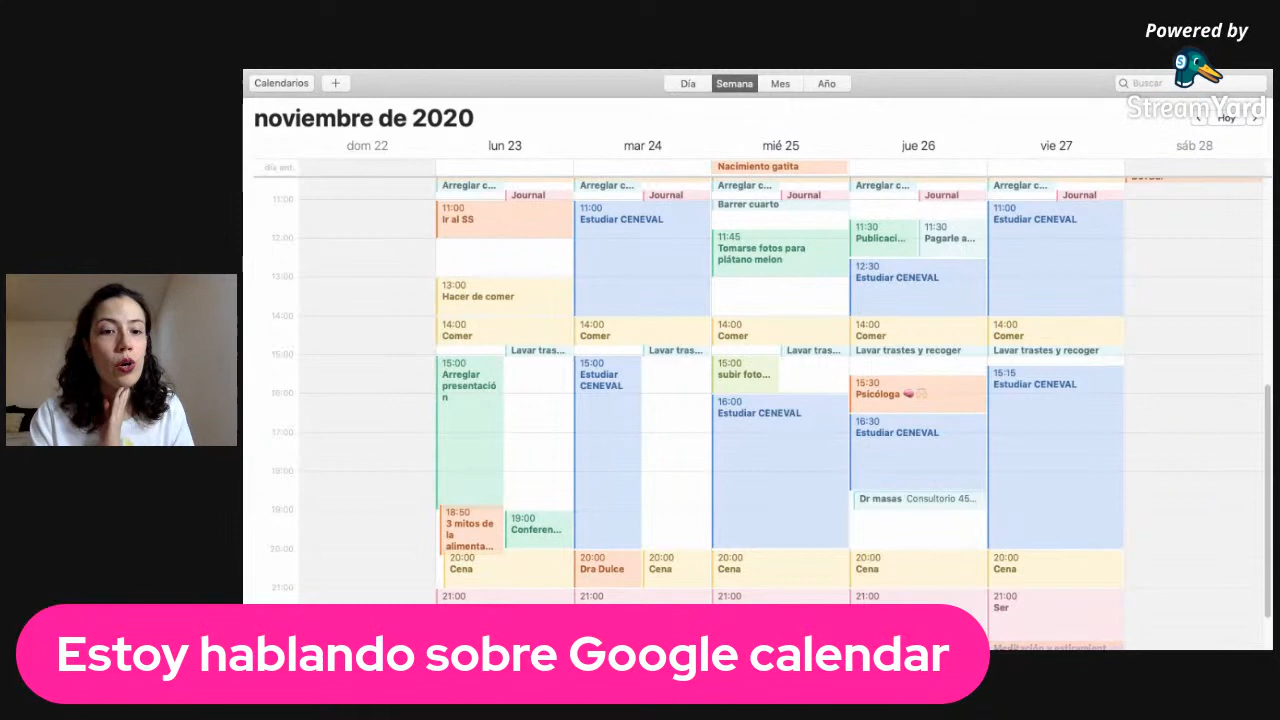 Powered by
StreamYard
Calendarios
+
Día
Semana
Mes
Año
Buscar
noviembre de 2020
Hoy
dom 22
lun 23
mar 24
mié 25
jue 26
vie 27
sáb 28
día ent.
Nacimiento gatita
Arreglar c...
Journal
Arreglar c...
Journal
Arreglar c...
Journal
Arreglar c...
Journal
Arreglar c...
Journal
11:00
12:00
13:00
14:00
15:00
16:00
17:00
18:00
19:00
20:00
21:00
11:00
Ir al SS
13:00
Hacer de comer
14:00
Comer
Lavar tras...
15:00
Arreglar
presentació
n
18:50
3 mitos de
la
alimenta...
19:00
Conferen...
20:00
Cena
21:00
11:00
Estudiar CENEVAL
14:00
Comer
Lavar tras...
15:00
Estudiar
CENEVAL
20:00
Dra Dulce
20:00
Cena
21:00
Barrer cuarto
11:45
Tomarse fotos para
plátano melon
14:00
Comer
Lavar tras...
15:00
subir foto...
16:00
Estudiar CENEVAL
20:00
Cena
21:00
11:30
Publicaci...
11:30
Pagarle a...
12:30
Estudiar CENEVAL
14:00
Comer
Lavar trastes y recoger
15:30
Psicóloga
16:30
Estudiar CENEVAL
Dr masas Consultorio 45...
20:00
Cena
21:00
11:00
Estudiar CENEVAL
14:00
Comer
Lavar trastes y recoger
15:15
Estudiar CENEVAL
20:00
Cena
21:00
Ser
Estoy hablando sobre Google calendar